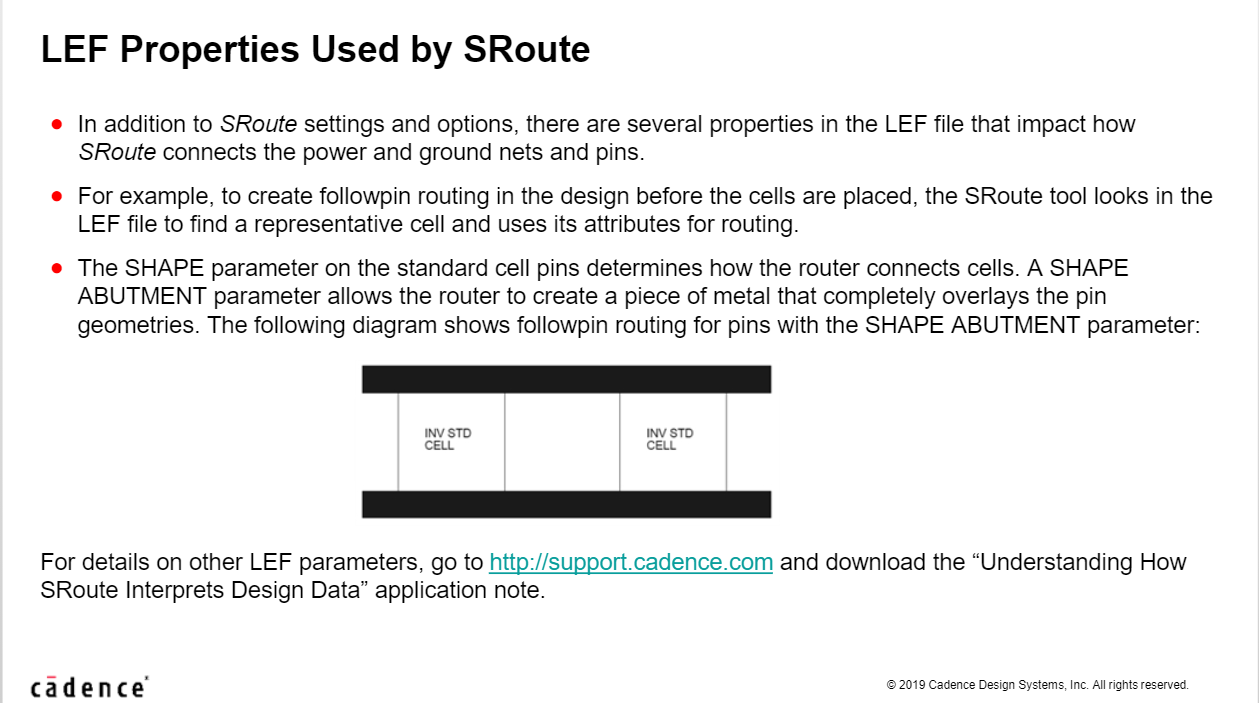 LEF Properties Used by SRoute
● In addition to SRoute settings and options, there are several properties in the LEF file that impact how
SRoute connects the power and ground nets and pins.
● For example, to create followpin routing in the design before the cells are placed, the SRoute tool looks in the
LEF file to find a representative cell and uses its attributes for routing.
● The SHAPE parameter on the standard cell pins determines how the router connects cells. A SHAPE
ABUTMENT parameter allows the router to create a piece of metal that completely overlays the pin
geometries. The following diagram shows followpin routing for pins with the SHAPE ABUTMENT parameter:
INV STD
CELL
INV STD
CELL
For details on other LEF parameters, go to http://support.cadence.com and download the “Understanding How
SRoute Interprets Design Data” application note.
cādence
© 2019 Cadence Design Systems, Inc. All rights reserved.